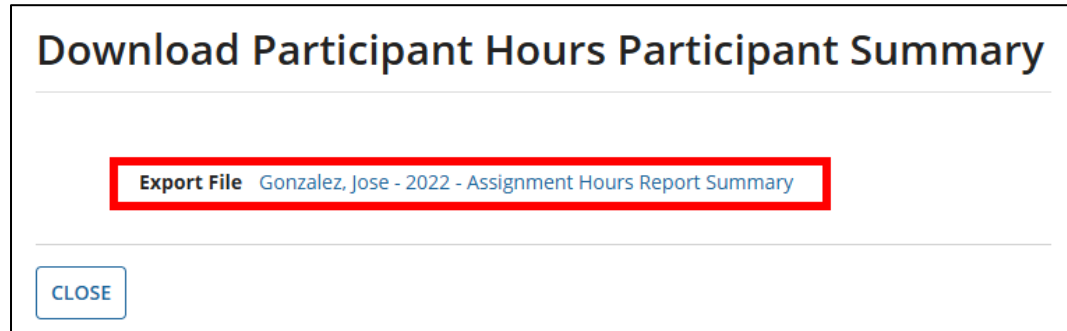 Download Participant Hours Participant Summary
Export File Gonzalez, Jose - 2022 - Assignment Hours Report Summary
CLOSE